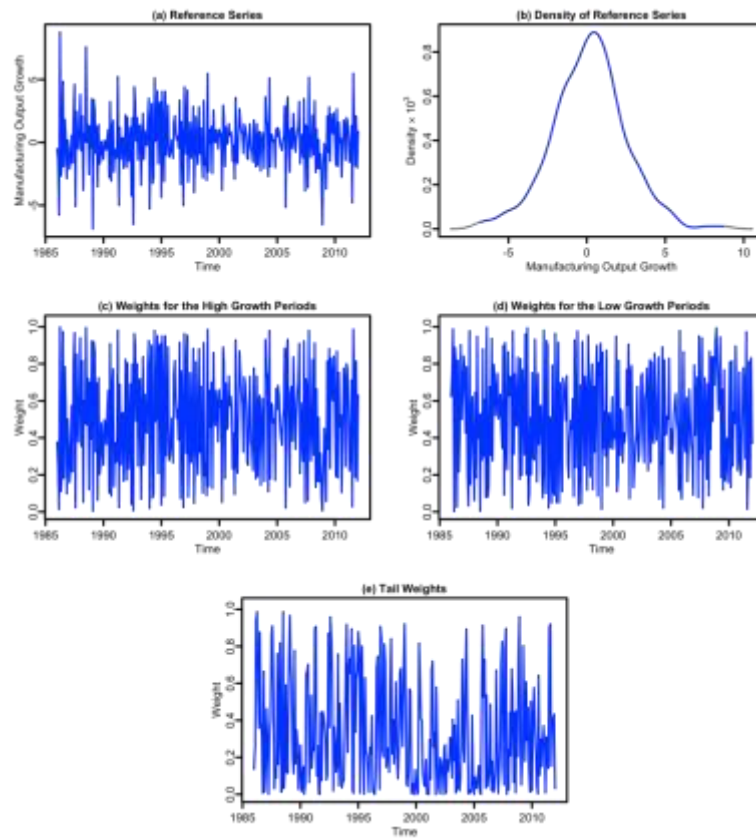 (a) Reference Series
Manufacturing Output Growth
5
0
-5
1985 1990 1995 2000 2005 2010
Time
(b) Density of Reference Series
Density × 10³
0.8
0.6
0.4
0.2
0.0
-5 0 5 10
Manufacturing Output Growth
(c) Weights for the High Growth Periods
Weight
1.0
0.8
0.6
0.4
0.2
0.0
1985 1990 1995 2000 2005 2010
Time
(d) Weights for the Low Growth Periods
Weight
1.0
0.8
0.6
0.4
0.2
0.0
1985 1990 1995 2000 2005 2010
Time
(e) Tail Weights
Weight
1.0
0.8
0.6
0.4
0.2
0.0
1985 1990 1995 2000 2005 2010
Time